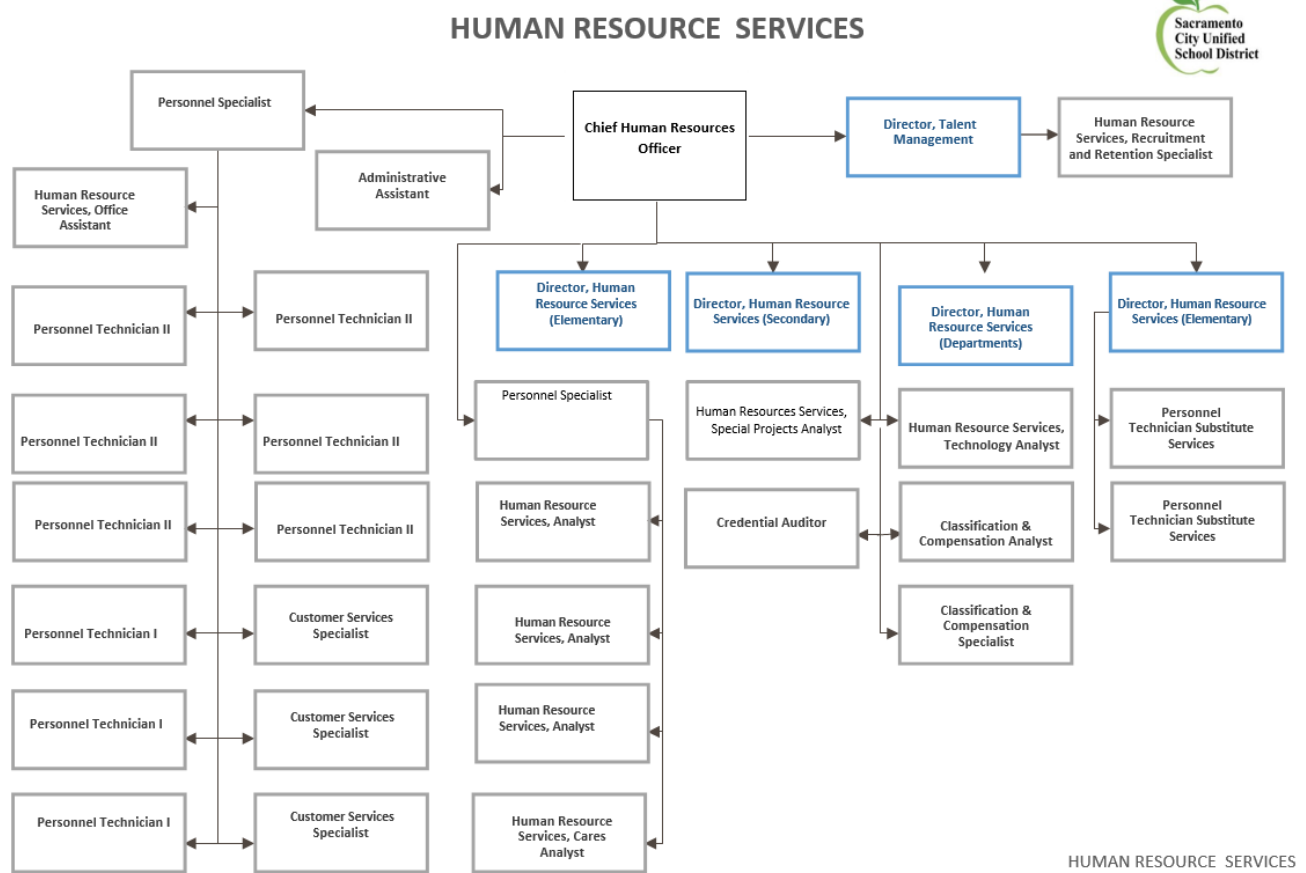 HUMAN RESOURCE SERVICES
Sacramento
City Unified
School District
Personnel Specialist
Chief Human Resources
Officer
Director, Talent
Management
Human Resource
Services, Recruitment
and Retention Specialist
Administrative
Assistant
Human Resource
Services, Office
Assistant
Personnel Technician II
Personnel Technician II
Director, Human
Resource Services
(Elementary)
Director, Human Resource
Services (Secondary)
Director, Human
Resource Services
(Departments)
Director, Human Resource
Services (Elementary)
Personnel Technician II
Personnel Technician II
Personnel Specialist
Human Resources Services,
Special Projects Analyst
Human Resource Services,
Technology Analyst
Personnel
Technician Substitute
Services
Personnel Technician II
Personnel Technician II
Human Resource
Services, Analyst
Credential Auditor
Classification &
Compensation Analyst
Personnel
Technician Substitute
Services
Personnel Technician I
Customer Services
Specialist
Human Resource
Services, Analyst
Classification &
Compensation
Specialist
Personnel Technician I
Customer Services
Specialist
Human Resource
Services, Analyst
Personnel Technician I
Customer Services
Specialist
Human Resource
Services, Cares
Analyst
HUMAN RESOURCE SERVICES